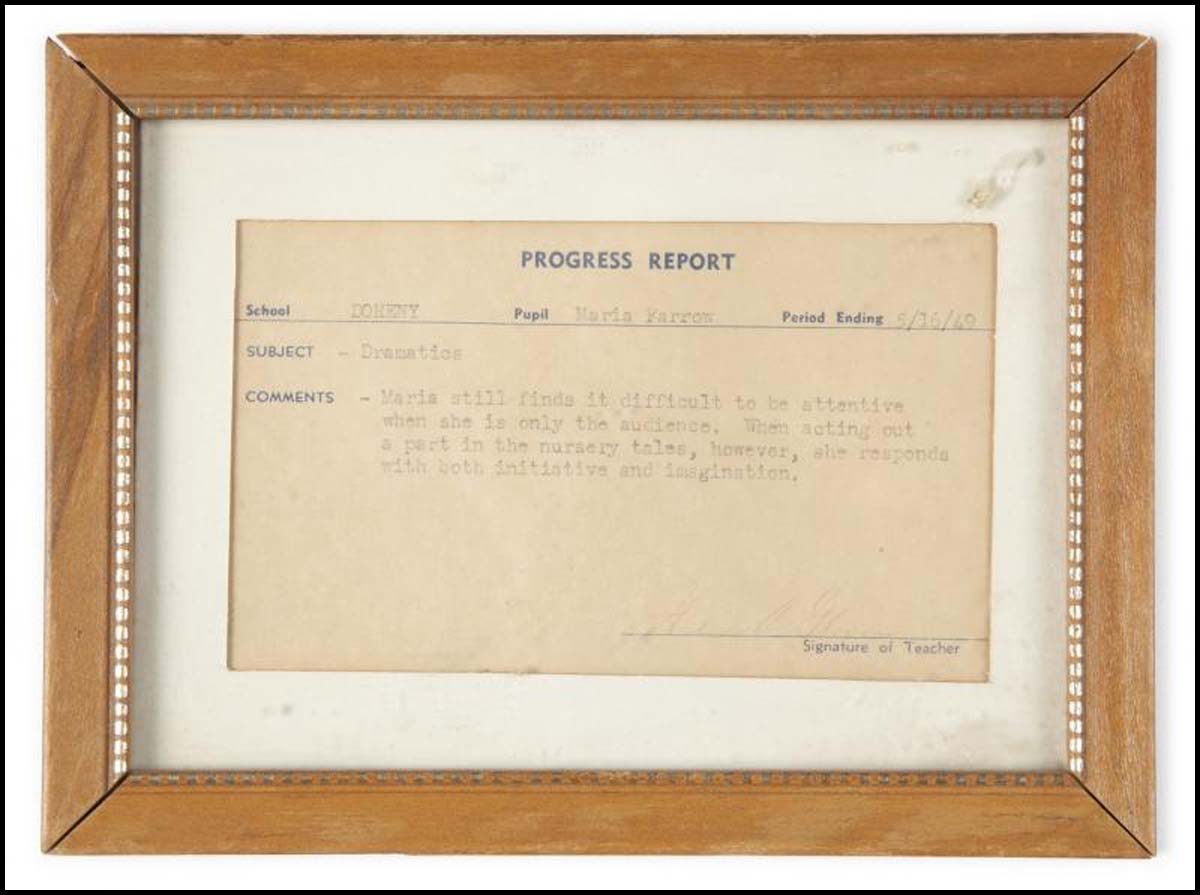 PROGRESS REPORT
School DOHENY Pupil Maria Farrow Period Ending 5/16/49
SUBJECT - Dramatics
COMMENTS - Maria still finds it difficult to be attentive
when she is only the audience. When acting out
a part in the nursery tales, however, she responds
with both initiative and imagination.
Signature of Teacher